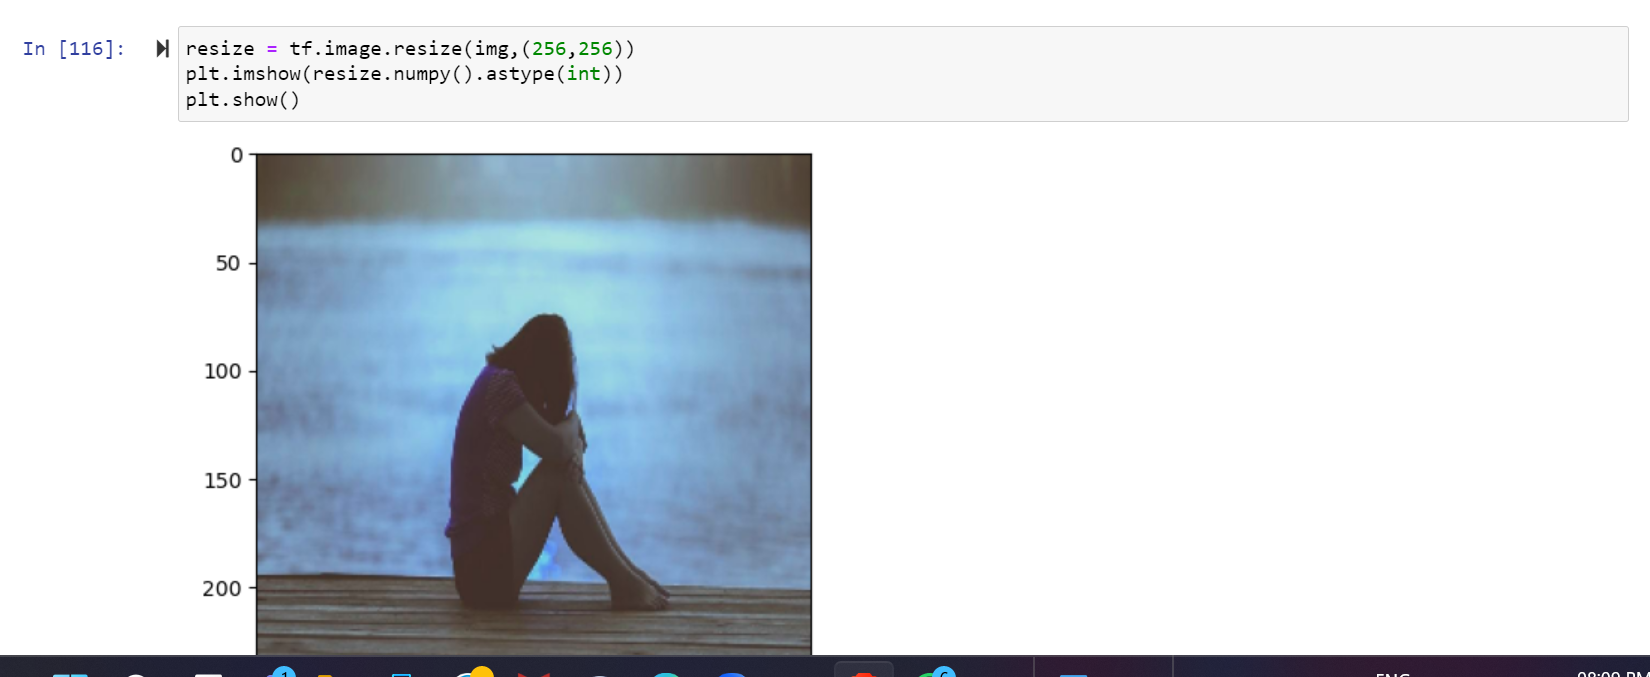 In [116]:
resize = tf.image.resize(img,(256,256))
plt.imshow(resize.numpy().astype(int))
plt.show()
0
50
100
150
200
1